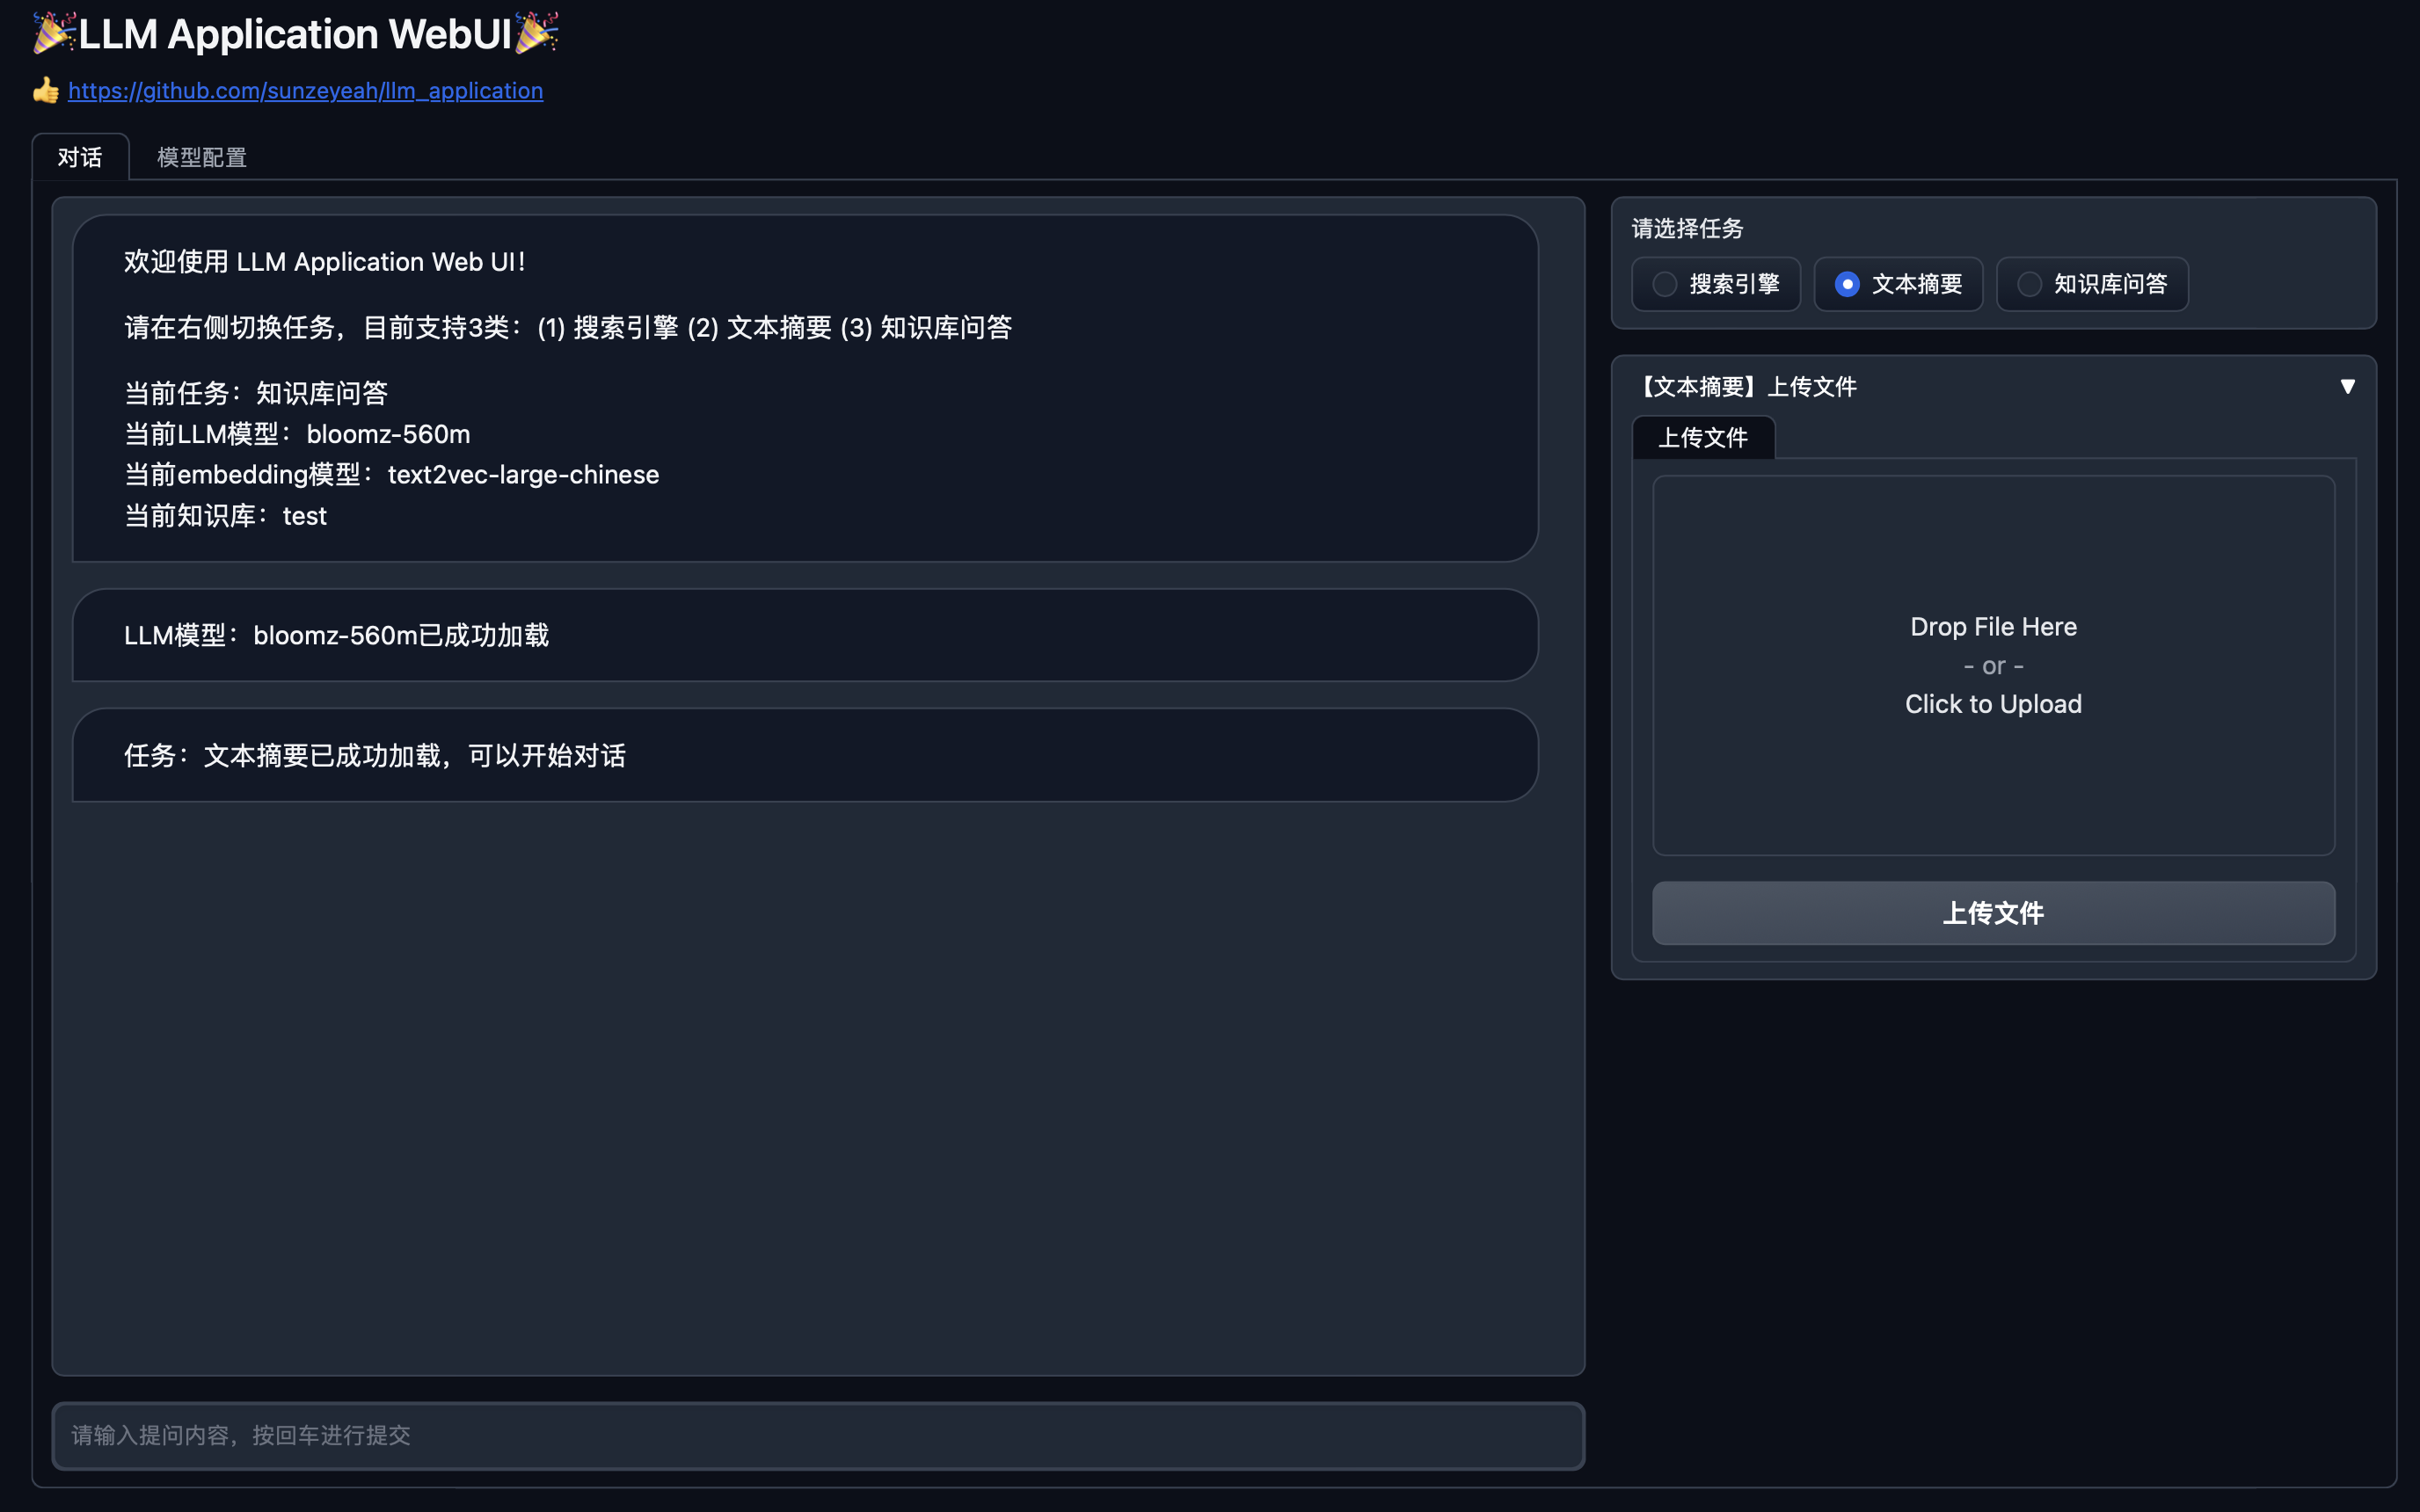 🎉LLM Application WebUI🎉
👍 https://github.com/sunzeyeah/llm_application
对话 模型配置
欢迎使用 LLM Application Web UI！
请在右侧切换任务，目前支持3类：(1) 搜索引擎 (2) 文本摘要 (3) 知识库问答
当前任务：知识库问答
当前LLM模型：bloomz-560m
当前embedding模型：text2vec-large-chinese
当前知识库：test
LLM模型：bloomz-560m已成功加载
任务：文本摘要已成功加载，可以开始对话
请输入提问内容，按回车进行提交
请选择任务
搜索引擎 文本摘要 知识库问答
【文本摘要】上传文件
上传文件
Drop File Here
- or -
Click to Upload
上传文件